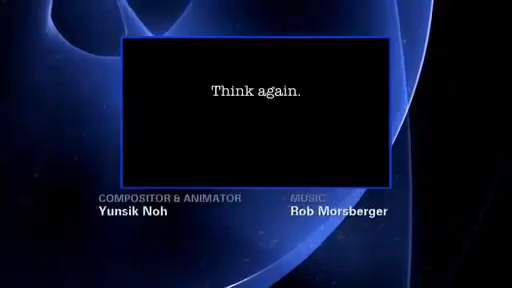 Think again.
COMPOSITOR & ANIMATOR
Yunsik Noh
MUSIC
Rob Morsberger